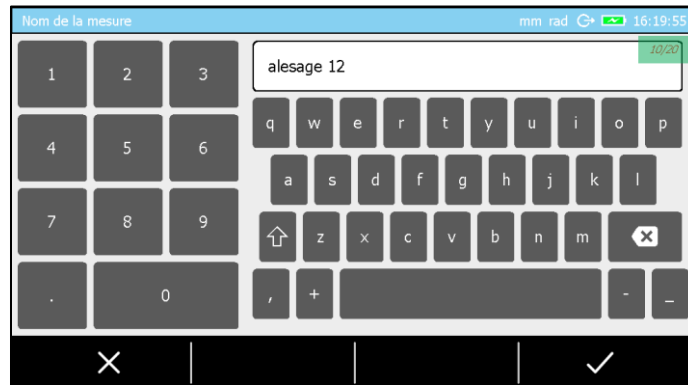 Nom de la mesure
mm rad 16:19:55
alesage 12
10/20
1 2 3
q w e r t y u i o p
4 5 6
a s d f g h j k l
7 8 9
z x c v b n m
. 0
, + - _